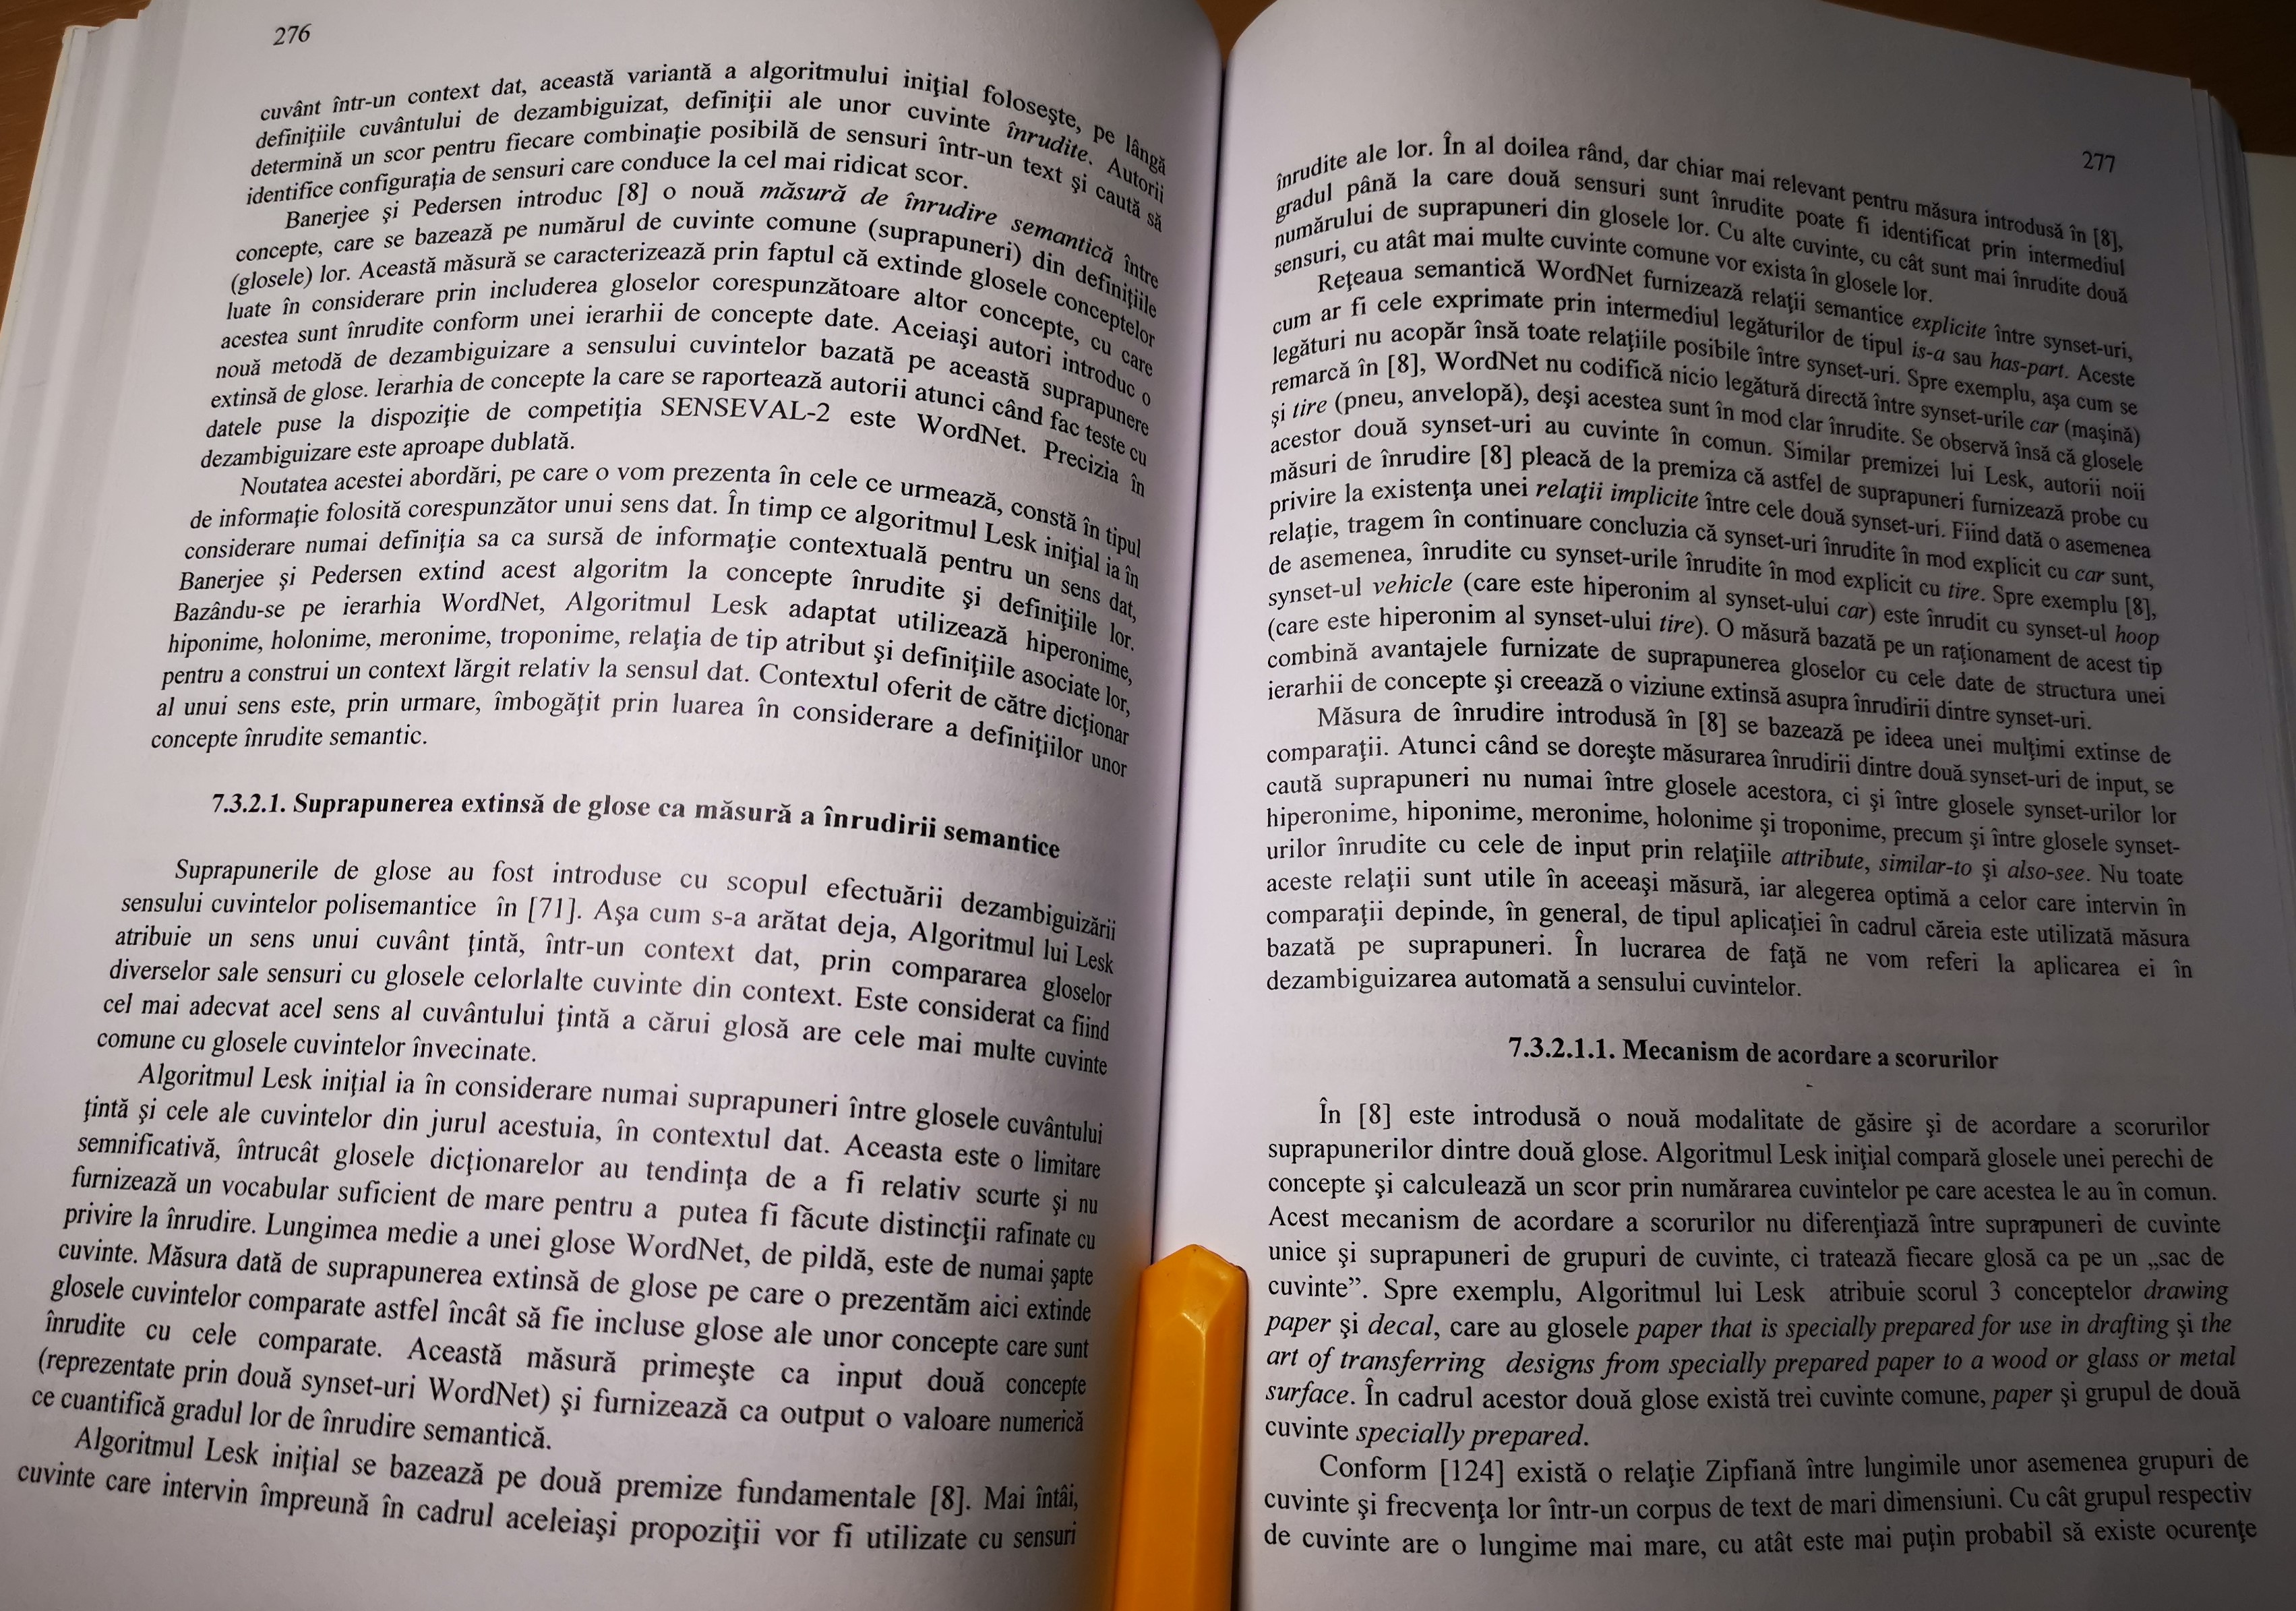 276
cuvânt într-un context dat, această variantă a algoritmului iniţial foloseşte, pe lângă
definiţiile cuvântului de dezambiguizat, definiţii ale unor cuvinte înrudite. Autorii
determină un scor pentru fiecare combinaţie posibilă de sensuri într-un text şi caută să
identifice configuraţia de sensuri care conduce la cel mai ridicat scor.
Banerjee şi Pedersen introduc [8] o nouă măsură de înrudire semantică între
concepte, care se bazează pe numărul de cuvinte comune (suprapuneri) din definiţiile
(glosele) lor. Această măsură se caracterizează prin faptul că extinde glosele conceptelor
luate în considerare prin includerea gloselor corespunzătoare altor concepte, cu care
acestea sunt înrudite conform unei ierarhii de concepte date. Aceiaşi autori introduc o
nouă metodă de dezambiguizare a sensului cuvintelor bazată pe această suprapunere
extinsă de glose. Ierarhia de concepte la care se raportează autorii atunci când fac teste cu
datele puse la dispoziţie de competiţia SENSEVAL-2 este WordNet. Precizia în
dezambiguizare este aproape dublată.
Noutatea acestei abordări, pe care o vom prezenta în cele ce urmează, constă în tipul
de informaţie folosită corespunzător unui sens dat. În timp ce algoritmul Lesk iniţial ia în
considerare numai definiţia sa ca sursă de informaţie contextuală pentru un sens dat,
Banerjee şi Pedersen extind acest algoritm la concepte înrudite şi definiţiile lor.
Bazându-se pe ierarhia WordNet, Algoritmul Lesk adaptat utilizează hiperonime,
hiponime, holonime, meronime, troponime, relaţia de tip atribut şi definiţiile asociate lor,
pentru a construi un context lărgit relativ la sensul dat. Contextul oferit de către dicţionar
al unui sens este, prin urmare, îmbogăţit prin luarea în considerare a definiţiilor unor
concepte înrudite semantic.
7.3.2.1. Suprapunerea extinsă de glose ca măsură a înrudirii semantice
Suprapunerile de glose au fost introduse cu scopul efectuării dezambiguizării
sensului cuvintelor polisemantice în [71]. Aşa cum s-a arătat deja, Algoritmul lui Lesk
atribuie un sens unui cuvânt ţintă, într-un context dat, prin compararea gloselor
diverselor sale sensuri cu glosele celorlalte cuvinte din context. Este considerat ca fiind
cel mai adecvat acel sens al cuvântului ţintă a cărui glosă are cele mai multe cuvinte
comune cu glosele cuvintelor învecinate.
Algoritmul Lesk iniţial ia în considerare numai suprapuneri între glosele cuvântului
ţintă şi cele ale cuvintelor din jurul acestuia, în contextul dat. Aceasta este o limitare
semnificativă, întrucât glosele dicţionarelor au tendinţa de a fi relativ scurte şi nu
furnizează un vocabular suficient de mare pentru a putea fi făcute distincţii rafinate cu
privire la înrudire. Lungimea medie a unei glose WordNet, de pildă, este de numai şapte
cuvinte. Măsura dată de suprapunerea extinsă de glose pe care o prezentăm aici extinde
glosele cuvintelor comparate astfel încât să fie incluse glose ale unor concepte care sunt
înrudite cu cele comparate. Această măsură primeşte ca input două concepte
(reprezentate prin două synset-uri WordNet) şi furnizează ca output o valoare numerică
ce cuantifică gradul lor de înrudire semantică.
Algoritmul Lesk iniţial se bazează pe două premize fundamentale [8]. Mai întâi,
cuvinte care intervin împreună în cadrul aceleiaşi propoziţii vor fi utilizate cu sensuri
277
înrudite ale lor. În al doilea rând, dar chiar mai relevant pentru măsura introdusă în [8],
gradul până la care două sensuri sunt înrudite poate fi identificat prin intermediul
numărului de suprapuneri din glosele lor. Cu alte cuvinte, cu cât sunt mai înrudite două
sensuri, cu atât mai multe cuvinte comune vor exista în glosele lor.
Reţeaua semantică WordNet furnizează relaţii semantice explicite între synset-uri,
cum ar fi cele exprimate prin intermediul legăturilor de tipul is-a sau has-part. Aceste
legături nu acopăr însă toate relaţiile posibile între synset-uri. Spre exemplu, aşa cum se
remarcă în [8], WordNet nu codifică nicio legătură directă între synset-urile car (maşină)
şi tire (pneu, anvelopă), deşi acestea sunt în mod clar înrudite. Se observă însă că glosele
acestor două synset-uri au cuvinte în comun. Similar premizei lui Lesk, autorii noii
măsuri de înrudire [8] pleacă de la premiza că astfel de suprapuneri furnizează probe cu
privire la existenţa unei relaţii implicite între cele două synset-uri. Fiind dată o asemenea
relaţie, tragem în continuare concluzia că synset-uri înrudite în mod explicit cu car sunt,
de asemenea, înrudite cu synset-urile înrudite în mod explicit cu tire. Spre exemplu [8],
synset-ul vehicle (care este hiperonim al synset-ului car) este înrudit cu synset-ul hoop
(care este hiperonim al synset-ului tire). O măsură bazată pe un raţionament de acest tip
combină avantajele furnizate de suprapunerea gloselor cu cele date de structura unei
ierarhii de concepte şi creează o viziune extinsă asupra înrudirii dintre synset-uri.
Măsura de înrudire introdusă în [8] se bazează pe ideea unei mulţimi extinse de
comparaţii. Atunci când se doreşte măsurarea înrudirii dintre două synset-uri de input, se
caută suprapuneri nu numai între glosele acestora, ci şi între glosele synset-urilor lor
hiperonime, hiponime, meronime, holonime şi troponime, precum şi între glosele synset-
urilor înrudite cu cele de input prin relaţiile attribute, similar-to şi also-see. Nu toate
aceste relaţii sunt utile în aceeaşi măsură, iar alegerea optimă a celor care intervin în
comparaţii depinde, în general, de tipul aplicaţiei în cadrul căreia este utilizată măsura
bazată pe suprapuneri. În lucrarea de faţă ne vom referi la aplicarea ei în
dezambiguizarea automată a sensului cuvintelor.
7.3.2.1.1. Mecanism de acordare a scorurilor
În [8] este introdusă o nouă modalitate de găsire şi de acordare a scorurilor
suprapunerilor dintre două glose. Algoritmul Lesk iniţial compară glosele unei perechi de
concepte şi calculează un scor prin numărarea cuvintelor pe care acestea le au în comun.
Acest mecanism de acordare a scorurilor nu diferenţiază între suprapuneri de cuvinte
unice şi suprapuneri de grupuri de cuvinte, ci tratează fiecare glosă ca pe un „sac de
cuvinte”. Spre exemplu, Algoritmul lui Lesk atribuie scorul 3 conceptelor drawing
paper şi decal, care au glosele paper that is specially prepared for use in drafting şi the
art of transferring designs from specially prepared paper to a wood or glass or metal
surface. În cadrul acestor două glose există trei cuvinte comune, paper şi grupul de două
cuvinte specially prepared.
Conform [124] există o relaţie Zipfiană între lungimile unor asemenea grupuri de
cuvinte şi frecvenţa lor într-un corpus de text de mari dimensiuni. Cu cât grupul respectiv
de cuvinte are o lungime mai mare, cu atât este mai puţin probabil să existe ocurenţe